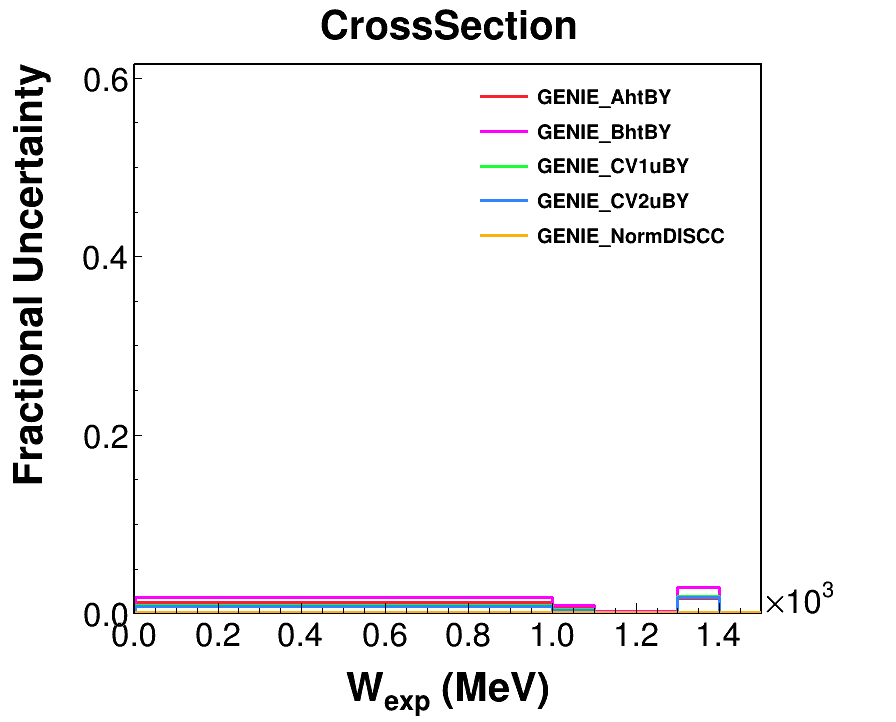 CrossSection
Fractional Uncertainty
0.6
0.4
0.2
0.0
GENIE_AhtBY
GENIE_BhtBY
GENIE_CV1uBY
GENIE_CV2uBY
GENIE_NormDISCC
0.0 0.2 0.4 0.6 0.8 1.0 1.2 1.4
×10³
W_exp (MeV)